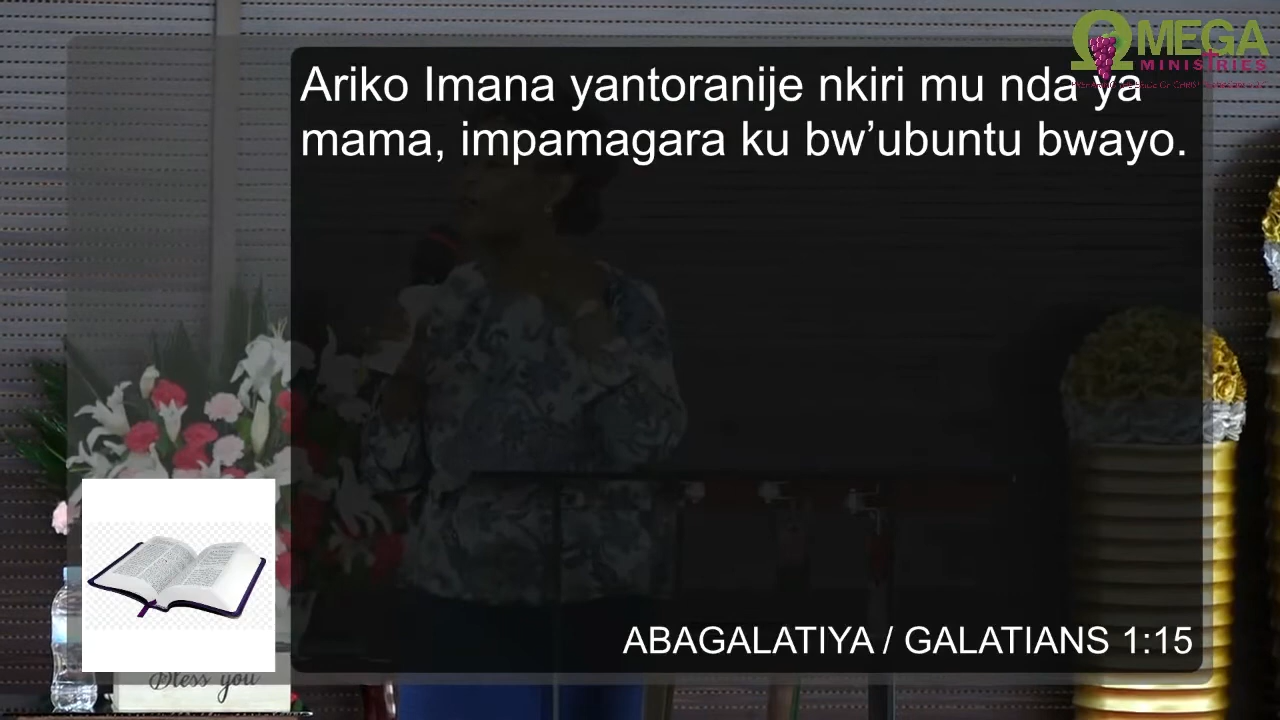 ΩMEGA
MINISTRIES
Ariko Imana yantoranije nkiri mu nda ya
mama, impamagara ku bw’ubuntu bwayo.
ABAGALATIYA / GALATIANS 1:15
Bless you